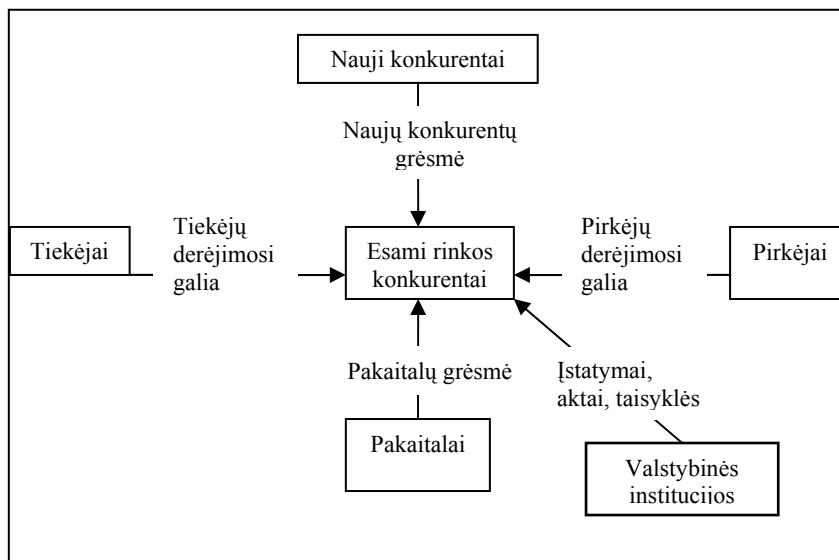 Nauji konkurentai
Naujų konkurentų
grėsmė
Tiekėjai
Tiekėjų
derėjimosi
galia
Esami rinkos
konkurentai
Pirkėjų
derėjimosi
galia
Pirkėjai
Pakaitalų grėsmė
Pakaitalai
Įstatymai,
aktai, taisyklės
Valstybinės
institucijos